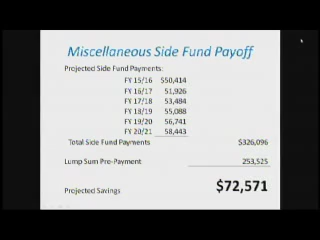 Miscellaneous Side Fund Payoff
Projected Side Fund Payments:
FY 15/16 $50,414
FY 16/17 51,926
FY 17/18 53,484
FY 18/19 55,088
FY 19/20 56,741
FY 20/21 58,443
Total Side Fund Payments $326,096
Lump Sum Pre-Payment 253,525
Projected Savings $72,571